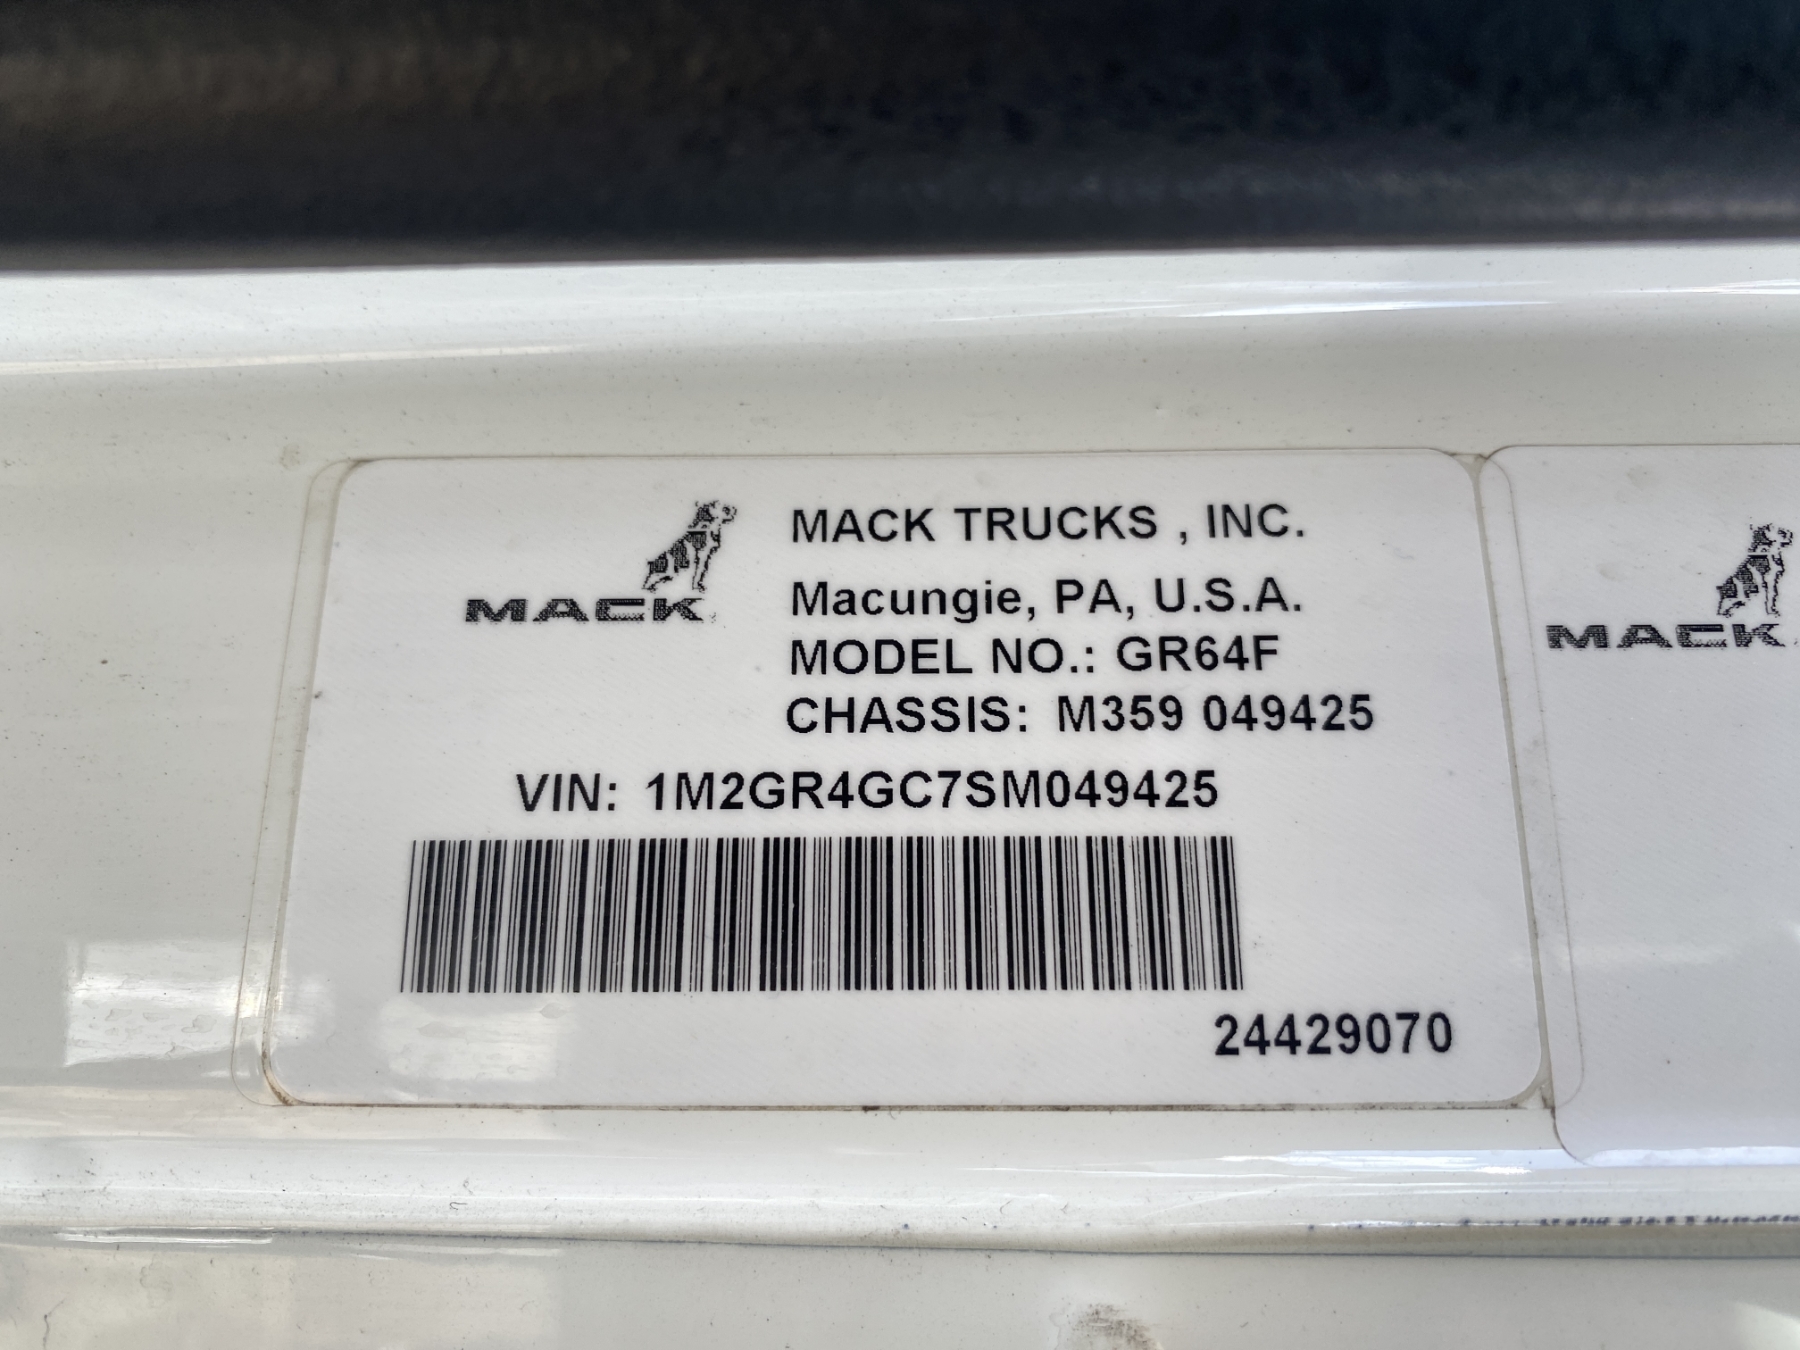 MACK
MACK TRUCKS , INC.
Macungie, PA, U.S.A.
MODEL NO.: GR64F
CHASSIS: M359 049425
VIN: 1M2GR4GC7SM049425
24429070
MACK